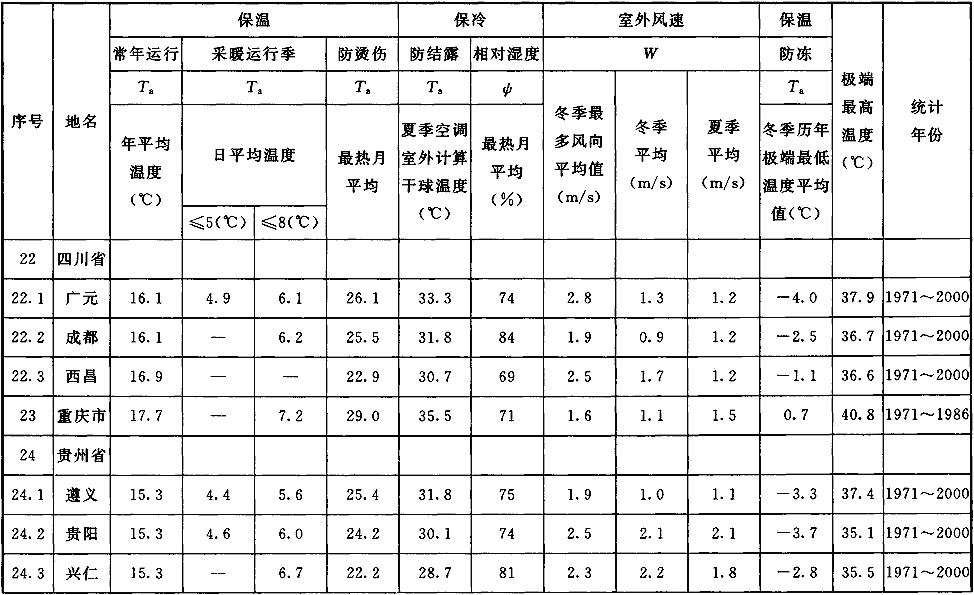 序号 地名 保温 保冷 室外风速 保温 极端最高温度(℃) 统计年份
常年运行 采暖运行季 防烫伤 防结露 相对湿度 W 防冻
Ta Ta Ta Ta ψ Ta
年平均温度(℃) 日平均温度 最热月平均 夏季空调室外计算干球温度(℃) 最热月平均(%) 冬季最多风向平均值(m/s) 冬季平均(m/s) 夏季平均(m/s) 冬季历年极端最低温度平均值(℃)
≤5(℃) ≤8(℃)
22 四川省
22.1 广元 16.1 4.9 6.1 26.1 33.3 74 2.8 1.3 1.2 −4.0 37.9 1971～2000
22.2 成都 16.1 — 6.2 25.5 31.8 84 1.9 0.9 1.2 −2.5 36.7 1971～2000
22.3 西昌 16.9 — — 22.9 30.7 69 2.5 1.7 1.2 −1.1 36.6 1971～2000
23 重庆市 17.7 — 7.2 29.0 35.5 71 1.6 1.1 1.5 0.7 40.8 1971～1986
24 贵州省
24.1 遵义 15.3 4.4 5.6 25.4 31.8 75 1.9 1.0 1.1 −3.3 37.4 1971～2000
24.2 贵阳 15.3 4.6 6.0 24.2 30.1 74 2.5 2.1 2.1 −3.7 35.1 1971～2000
24.3 兴仁 15.3 — 6.7 22.2 28.7 81 2.3 2.2 1.8 −2.8 35.5 1971～2000